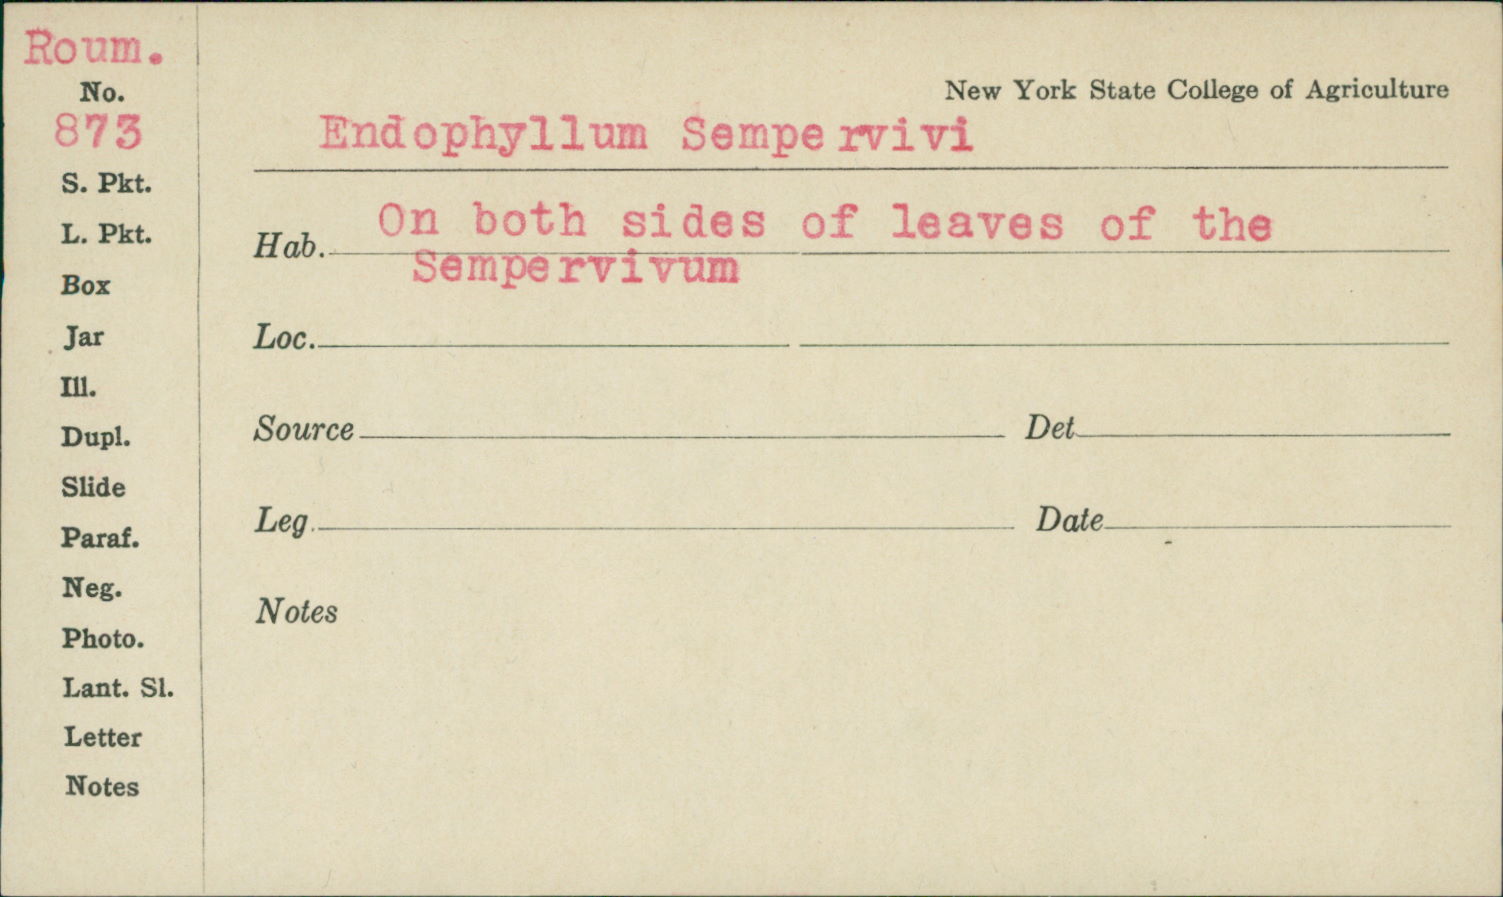 Roum.
No.
873
S. Pkt.
L. Pkt.
Box
Jar
Ill.
Dupl.
Slide
Paraf.
Neg.
Photo.
Lant. Sl.
Letter
Notes
New York State College of Agriculture
Endophyllum Sempervivi
Hab. On both sides of leaves of the
Sempervivum
Loc.
Source Det
Leg. Date
Notes